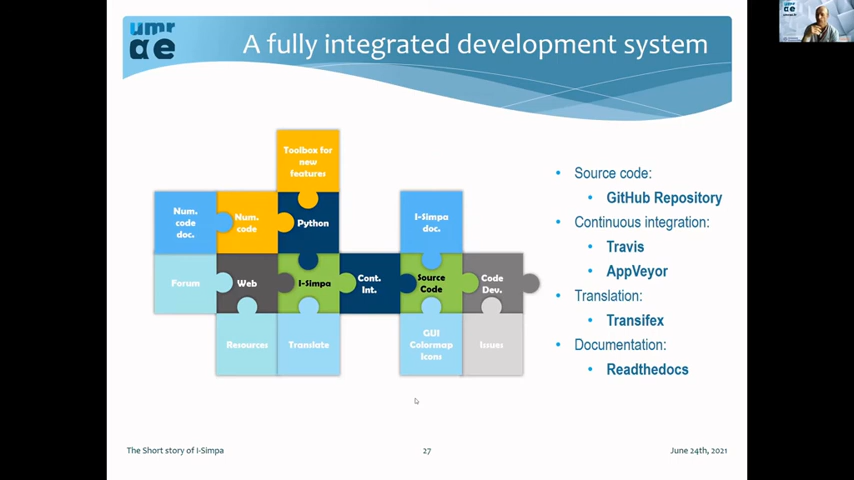 umr
ae
A fully integrated development system
Toolbox for
new
features
Num.
code
doc.
Num.
code
Python
I-Simpa
doc.
Forum
Web
I-Simpa
Cont.
Int.
Source
Code
Code
Dev.
Resources
Translate
GUI
Colormap
Icons
Issues
• Source code:
• GitHub Repository
• Continuous integration:
• Travis
• AppVeyor
• Translation:
• Transifex
• Documentation:
• Readthedocs
The Short story of I-Simpa
27
June 24th, 2021